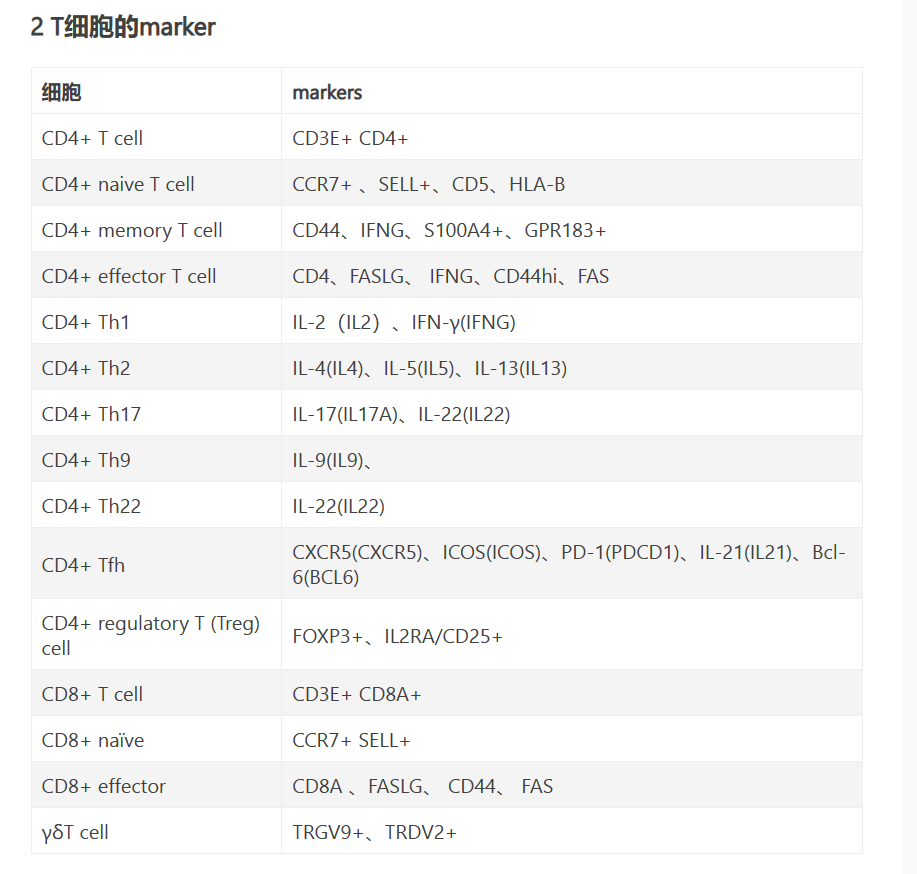 2 T细胞的marker
细胞 markers
CD4+ T cell CD3E+ CD4+
CD4+ naive T cell CCR7+ 、SELL+、CD5、HLA-B
CD4+ memory T cell CD44、IFNG、S100A4+、GPR183+
CD4+ effector T cell CD4、FASLG、 IFNG、CD44hi、FAS
CD4+ Th1 IL-2（IL2）、IFN-γ(IFNG)
CD4+ Th2 IL-4(IL4)、IL-5(IL5)、IL-13(IL13)
CD4+ Th17 IL-17(IL17A)、IL-22(IL22)
CD4+ Th9 IL-9(IL9)、
CD4+ Th22 IL-22(IL22)
CD4+ Tfh CXCR5(CXCR5)、ICOS(ICOS)、PD-1(PDCD1)、IL-21(IL21)、Bcl-
6(BCL6)
CD4+ regulatory T (Treg)
cell FOXP3+、IL2RA/CD25+
CD8+ T cell CD3E+ CD8A+
CD8+ naïve CCR7+ SELL+
CD8+ effector CD8A 、FASLG、 CD44、 FAS
γδT cell TRGV9+、TRDV2+